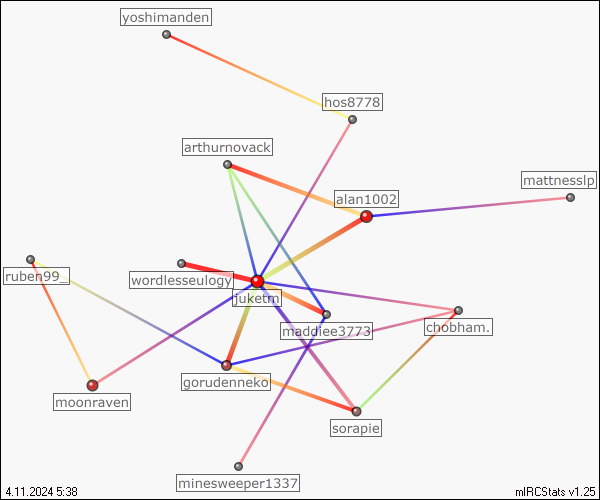 yoshimanden
hos8778
arthurnovack
mattnesslp
alan1002
ruben99_
wordlesseulogy
juketm
maddiee3773
chobham.
gorudenneko
moonraven
sorapie
minesweeper1337
4.11.2024 5:38
mIRCStats v1.25